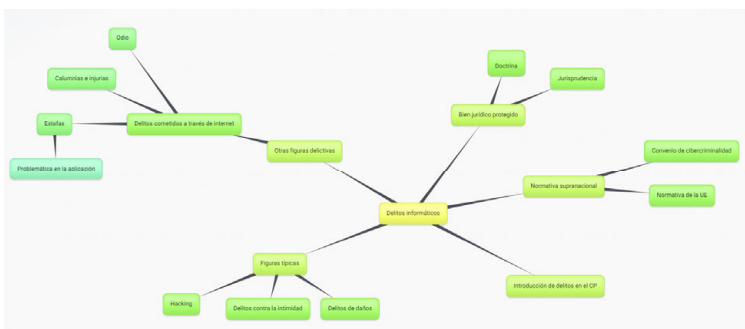 Odio
Doctrina
Calumnias e injurias
Jurisprudencia
Bien jurídico protegido
Estafas
Delitos cometidos a través de internet
Otras figuras delictivas
Convenio de cibercriminalidad
Problemática en la aplicación
Normativa supranacional
Normativa de la UE
Delitos informáticos
Figuras típicas
Introducción de delitos en el CP
Hacking
Delitos contra la intimidad
Delitos de daños